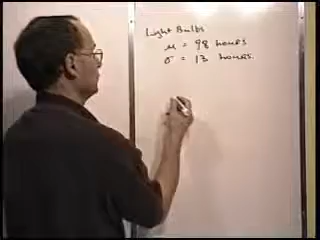 Light Bulbs
μ = 98 hours
σ = 13 hours.